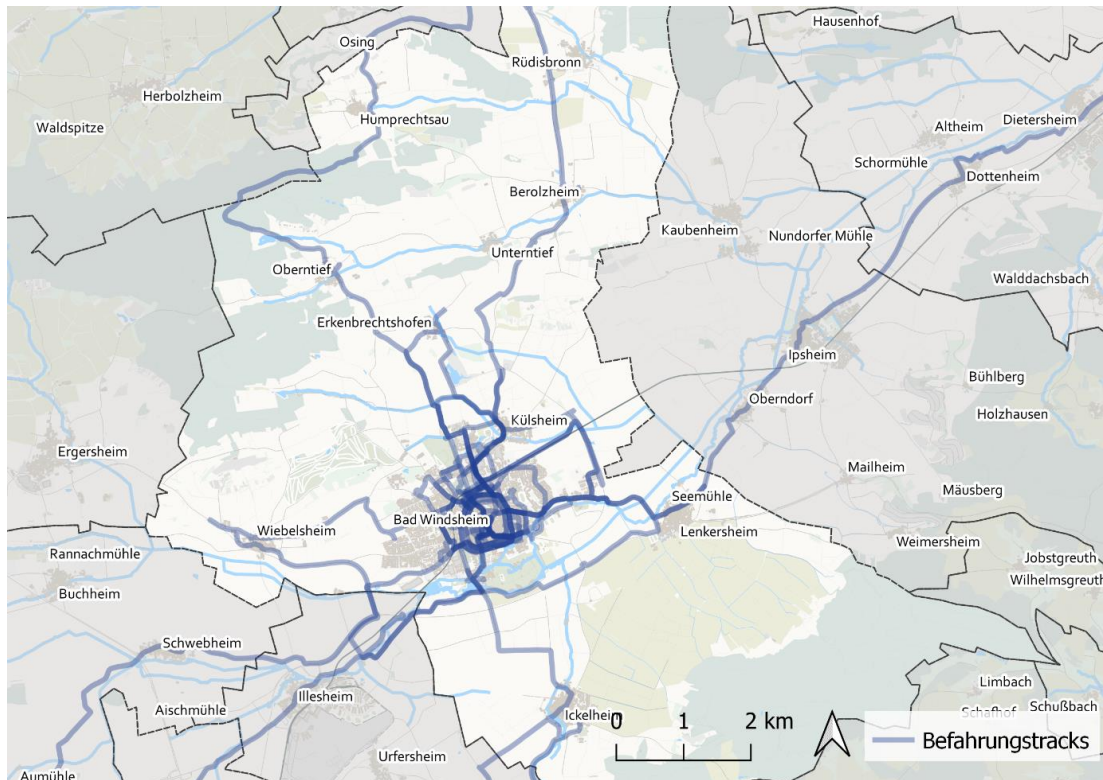 Hausenhof
Osing
Rüdisbronn
Herbolzheim
Dietersheim
Humprechtsau
Altheim
Waldspitze
Schormühle
Dottenheim
Berolzheim
Kaubenheim
Nundorfer Mühle
Unterntief
Oberntief
Walddachsbach
Erkenbrechtshofen
Ipsheim
Bühlberg
Oberndorf
Holzhausen
Külsheim
Ergersheim
Mailheim
Mäusberg
Seemühle
Bad Windsheim
Wiebelsheim
Lenkersheim
Weimersheim
Rannachmühle
Jobstgreuth
Wilhelmsgreuth
Buchheim
Schwebheim
Limbach
Illesheim
Aischmühle
Schafhof
Schußbach
Ickelheim
0 1 2 km
Befahrungstracks
Urfersheim
Aumühle